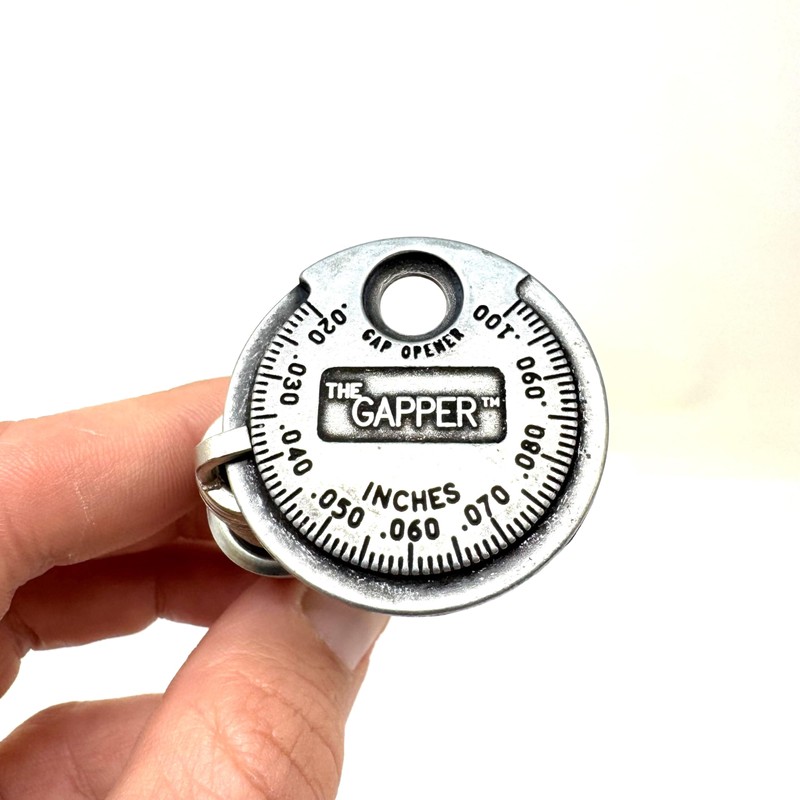 GAP OPENER
THE
GAPPER™
INCHES
.020
.030
.040
.050
.060
.070
.080
.090
.100